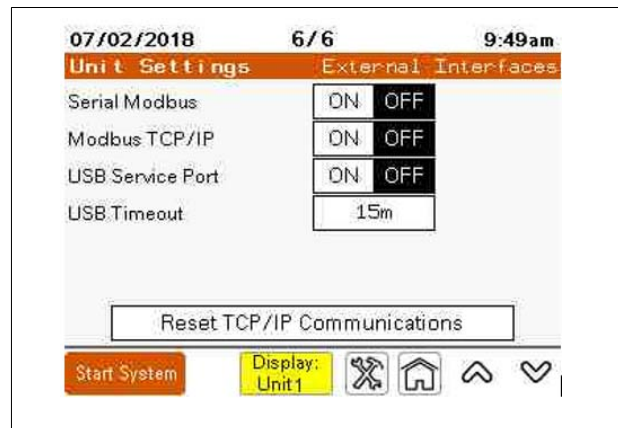 07/02/2018 6/6 9:49am
Unit Settings External Interfaces
Serial Modbus ON OFF
Modbus TCP/IP ON OFF
USB Service Port ON OFF
USB Timeout 15m
Reset TCP/IP Communications
Start System Display: Unit1